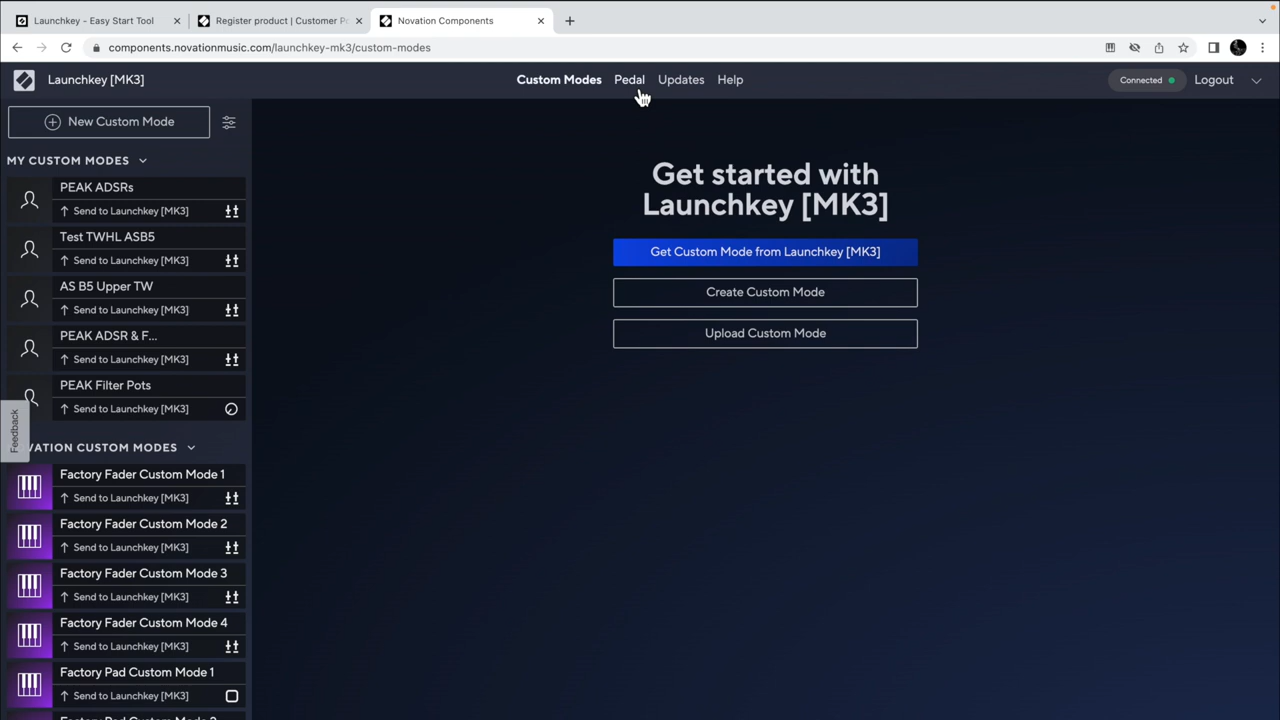 Launchkey - Easy Start Tool
Register product | Customer Po
Novation Components
components.novationmusic.com/launchkey-mk3/custom-modes
Launchkey [MK3]
Custom Modes Pedal Updates Help
Connected
Logout
New Custom Mode
MY CUSTOM MODES
PEAK ADSRs
Send to Launchkey [MK3]
Test TWHL ASB5
Send to Launchkey [MK3]
AS B5 Upper TW
Send to Launchkey [MK3]
PEAK ADSR & F...
Send to Launchkey [MK3]
PEAK Filter Pots
Send to Launchkey [MK3]
Feedback
VATION CUSTOM MODES
Factory Fader Custom Mode 1
Send to Launchkey [MK3]
Factory Fader Custom Mode 2
Send to Launchkey [MK3]
Factory Fader Custom Mode 3
Send to Launchkey [MK3]
Factory Fader Custom Mode 4
Send to Launchkey [MK3]
Factory Pad Custom Mode 1
Send to Launchkey [MK3]
Get started with
Launchkey [MK3]
Get Custom Mode from Launchkey [MK3]
Create Custom Mode
Upload Custom Mode